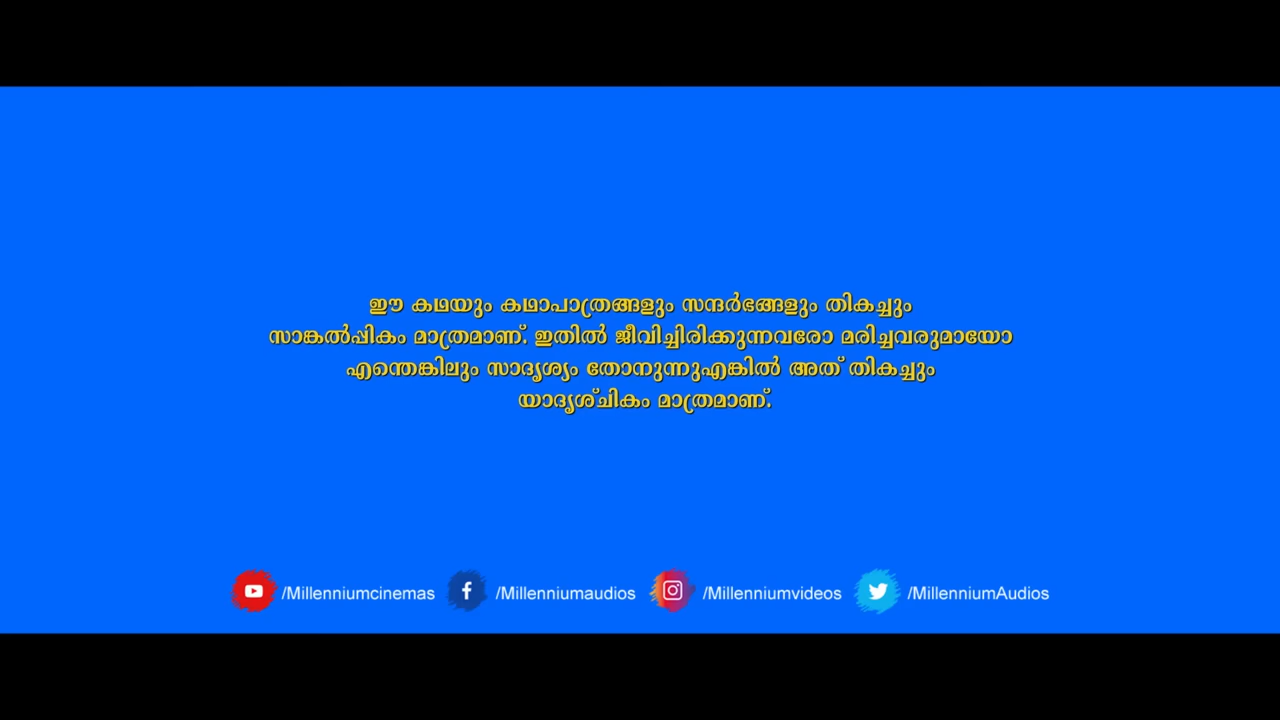 ഈ കഥയും കഥാപാത്രങ്ങളും സന്ദർഭങ്ങളും തികച്ചും
സാങ്കൽപ്പികം മാത്രമാണ്. ഇതിൽ ജീവിച്ചിരിക്കുന്നവരോ മരിച്ചവരുമായോ
എന്തെങ്കിലും സാദൃശ്യം തോനുന്നുഎങ്കിൽ അത് തികച്ചും
യാദൃശ്ചികം മാത്രമാണ്.
/Millenniumcinemas /Millenniumaudios /Millenniumvideos /MillenniumAudios